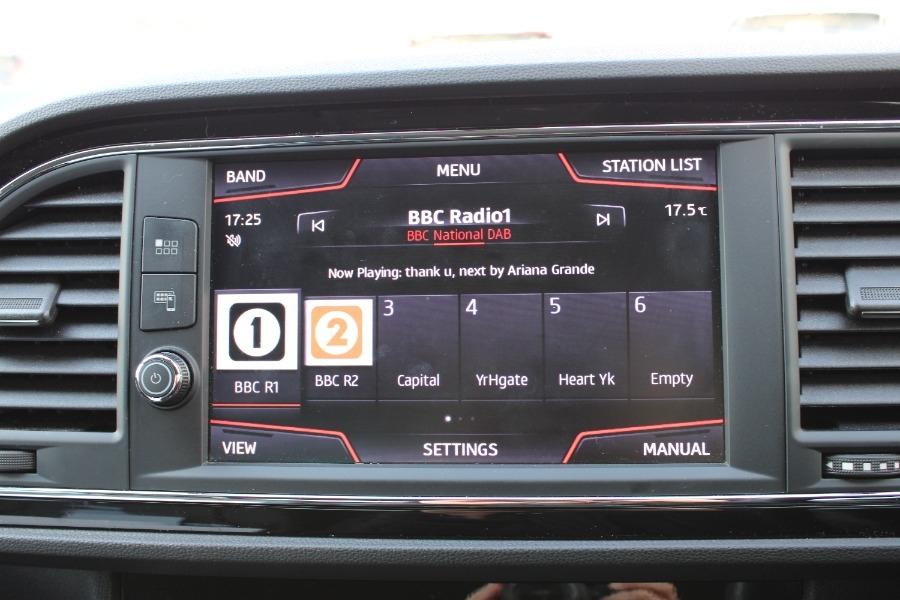 BAND
MENU
STATION LIST
17:25
BBC Radio1
17.5℃
BBC National DAB
Now Playing: thank u, next by Ariana Grande
1
2
3
4
5
6
BBC R1
BBC R2
Capital
YrHgate
Heart Yk
Empty
VIEW
SETTINGS
MANUAL